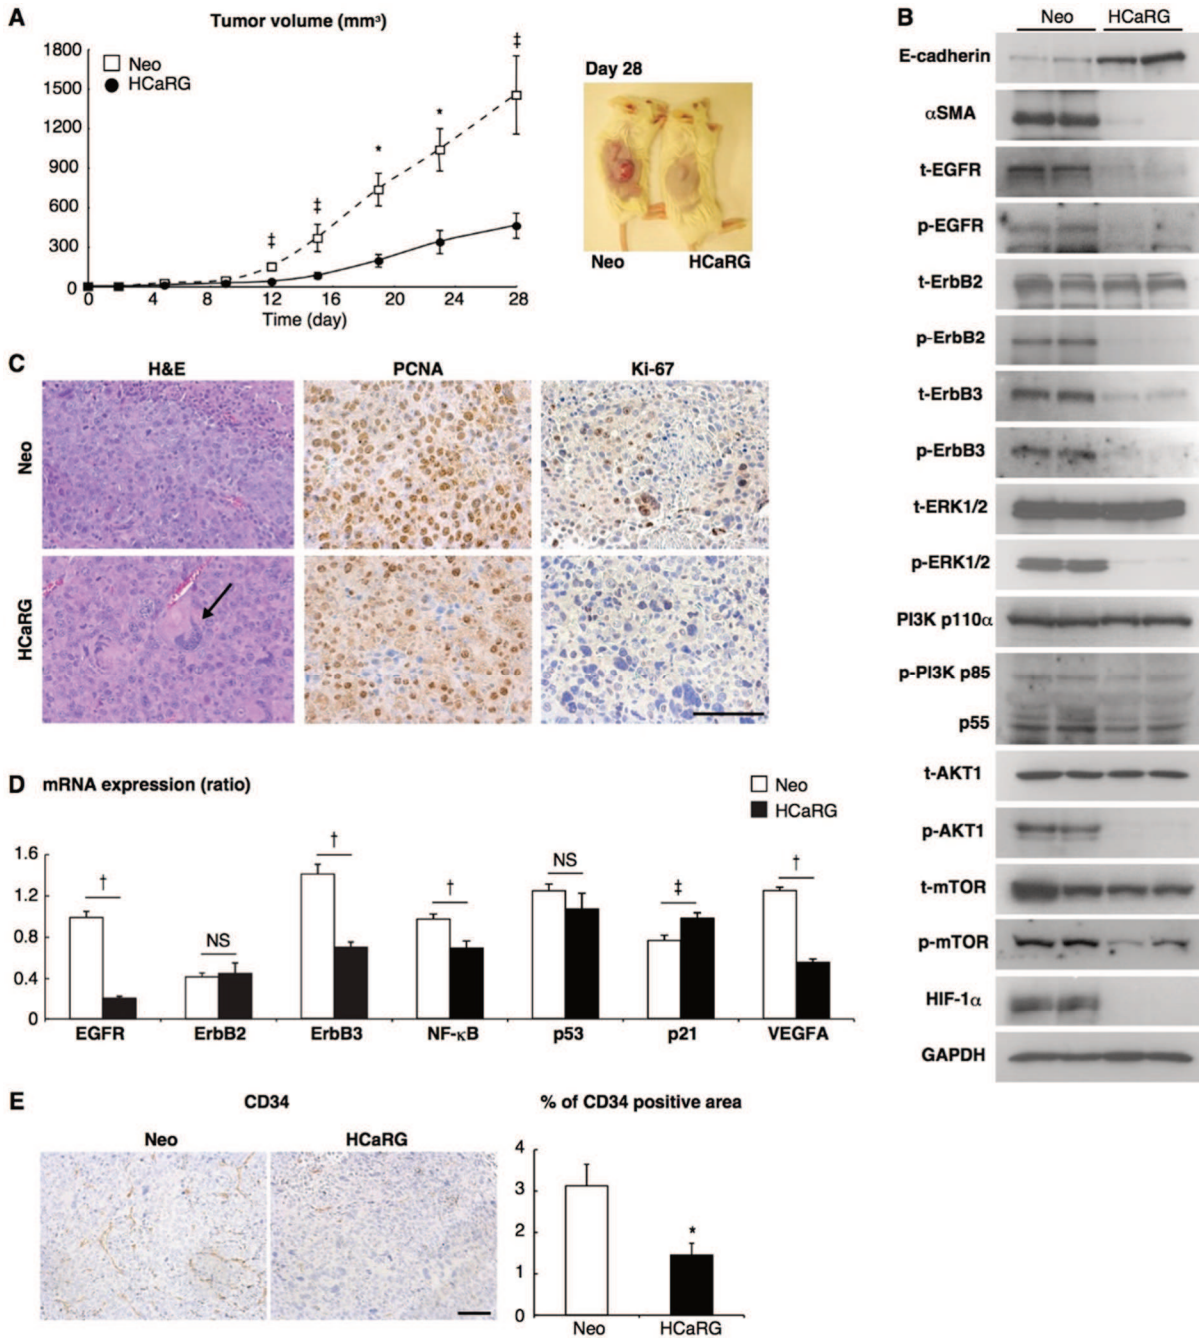 A
Tumor volume (mm³)
1800
1500
1200
900
600
300
0
Neo
HCaRG
‡
‡
*
*
‡
0 4 8 12 16 20 24 28
Time (day)
Day 28
Neo HCaRG
B
Neo HCaRG
E-cadherin
αSMA
t-EGFR
p-EGFR
t-ErbB2
p-ErbB2
t-ErbB3
p-ErbB3
t-ERK1/2
p-ERK1/2
PI3K p110α
p-PI3K p85
p55
t-AKT1
p-AKT1
t-mTOR
p-mTOR
HIF-1α
GAPDH
C
H&E PCNA Ki-67
Neo
HCaRG
D mRNA expression (ratio)
Neo
HCaRG
1.6
1.2
0.8
0.4
0
† NS † † NS ‡ †
EGFR ErbB2 ErbB3 NF-κB p53 p21 VEGFA
E
CD34
Neo HCaRG
% of CD34 positive area
4
3
2
1
0
*
Neo HCaRG